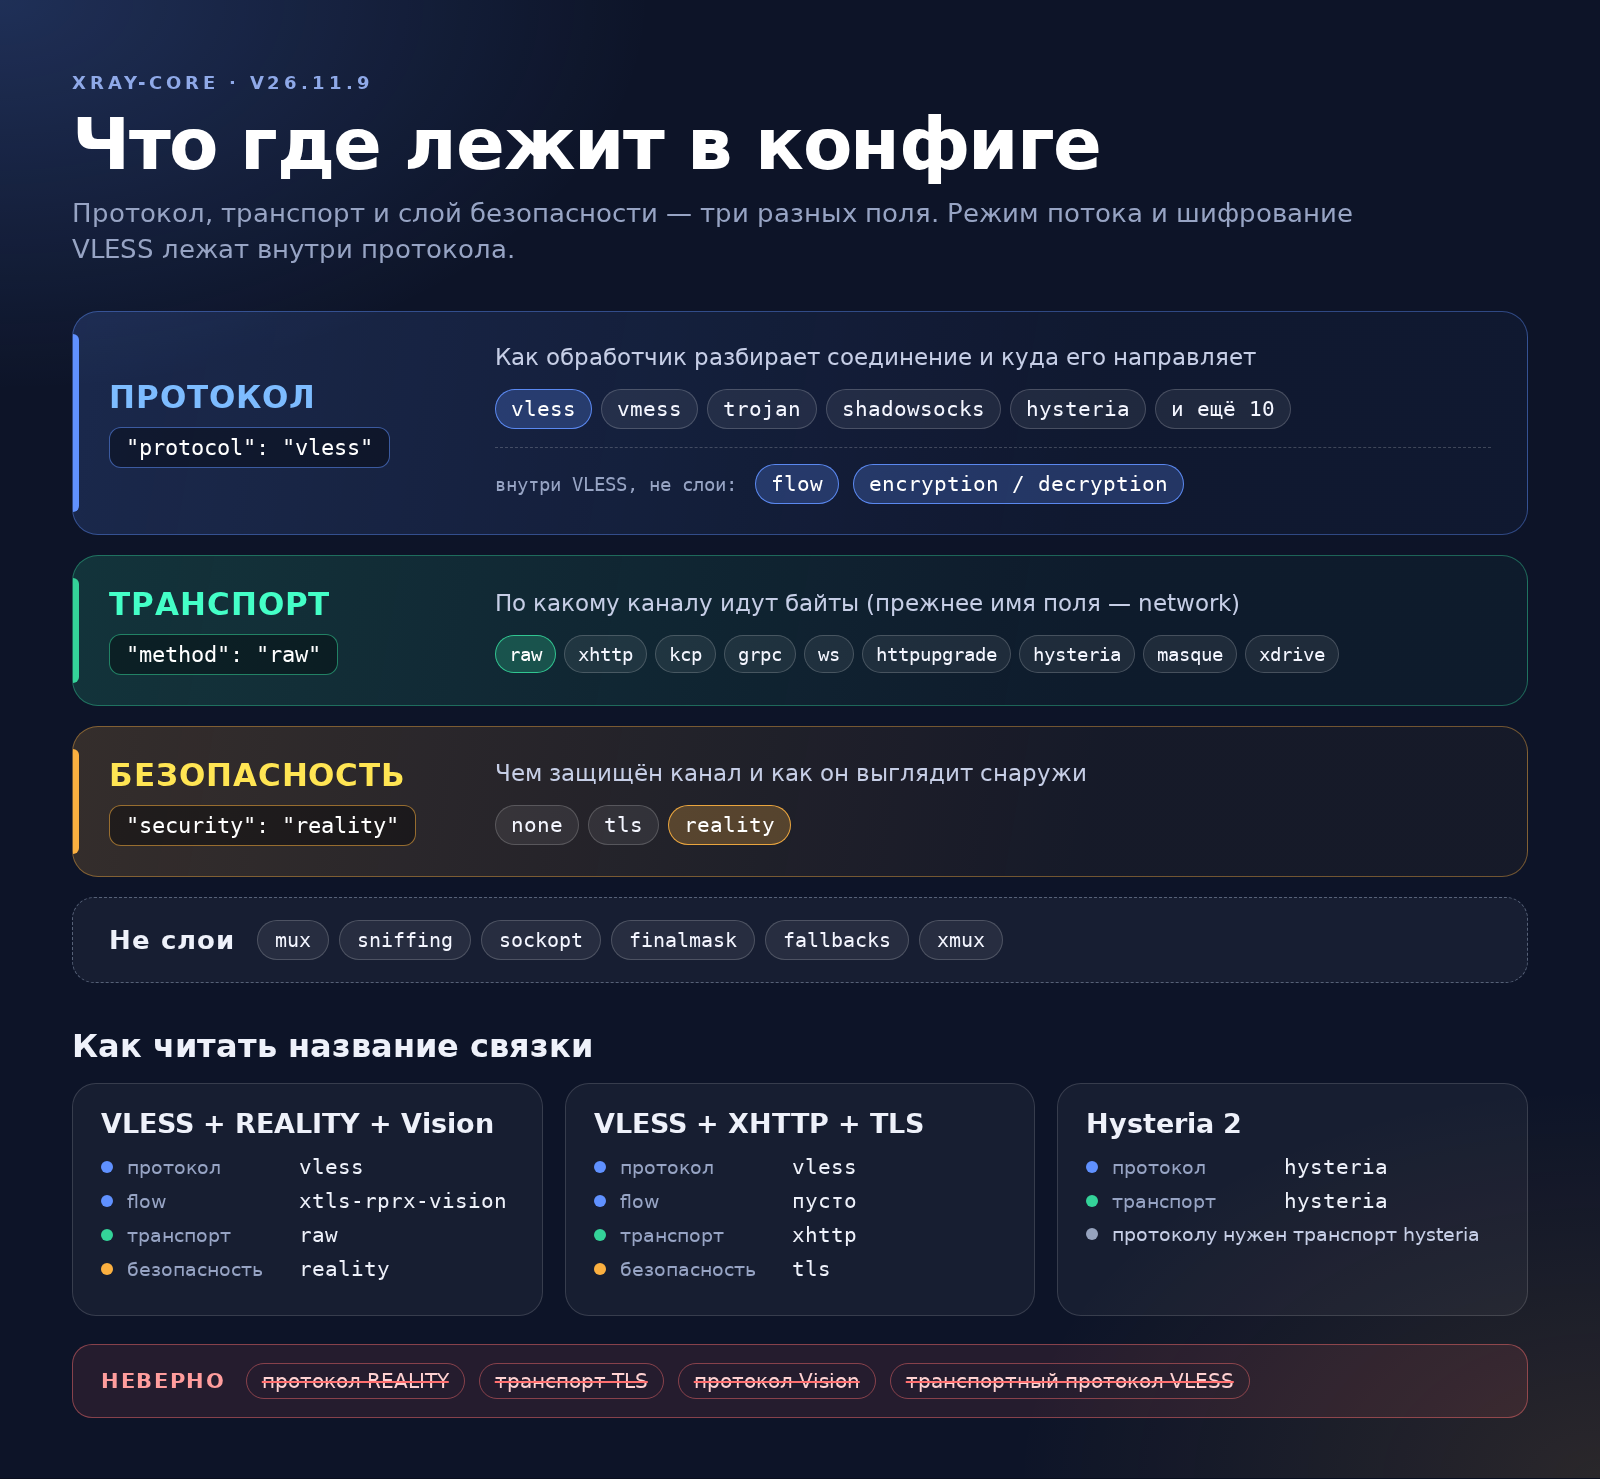 XRAY-CORE · V26.11.9
Что где лежит в конфиге
Протокол, транспорт и слой безопасности — три разных поля. Режим потока и шифрование
VLESS лежат внутри протокола.
ПРОТОКОЛ
"protocol": "vless"
Как обработчик разбирает соединение и куда его направляет
vless vmess trojan shadowsocks hysteria и ещё 10
внутри VLESS, не слои: flow encryption / decryption
ТРАНСПОРТ
"method": "raw"
По какому каналу идут байты (прежнее имя поля — network)
raw xhttp kcp grpc ws httpupgrade hysteria masque xdrive
БЕЗОПАСНОСТЬ
"security": "reality"
Чем защищён канал и как он выглядит снаружи
none tls reality
Не слои mux sniffing sockopt finalmask fallbacks xmux
Как читать название связки
VLESS + REALITY + Vision
протокол vless
flow xtls-rprx-vision
транспорт raw
безопасность reality
VLESS + XHTTP + TLS
протокол vless
flow пусто
транспорт xhttp
безопасность tls
Hysteria 2
протокол hysteria
транспорт hysteria
протоколу нужен транспорт hysteria
НЕВЕРНО протокол REALITY транспорт TLS протокол Vision транспортный протокол VLESS